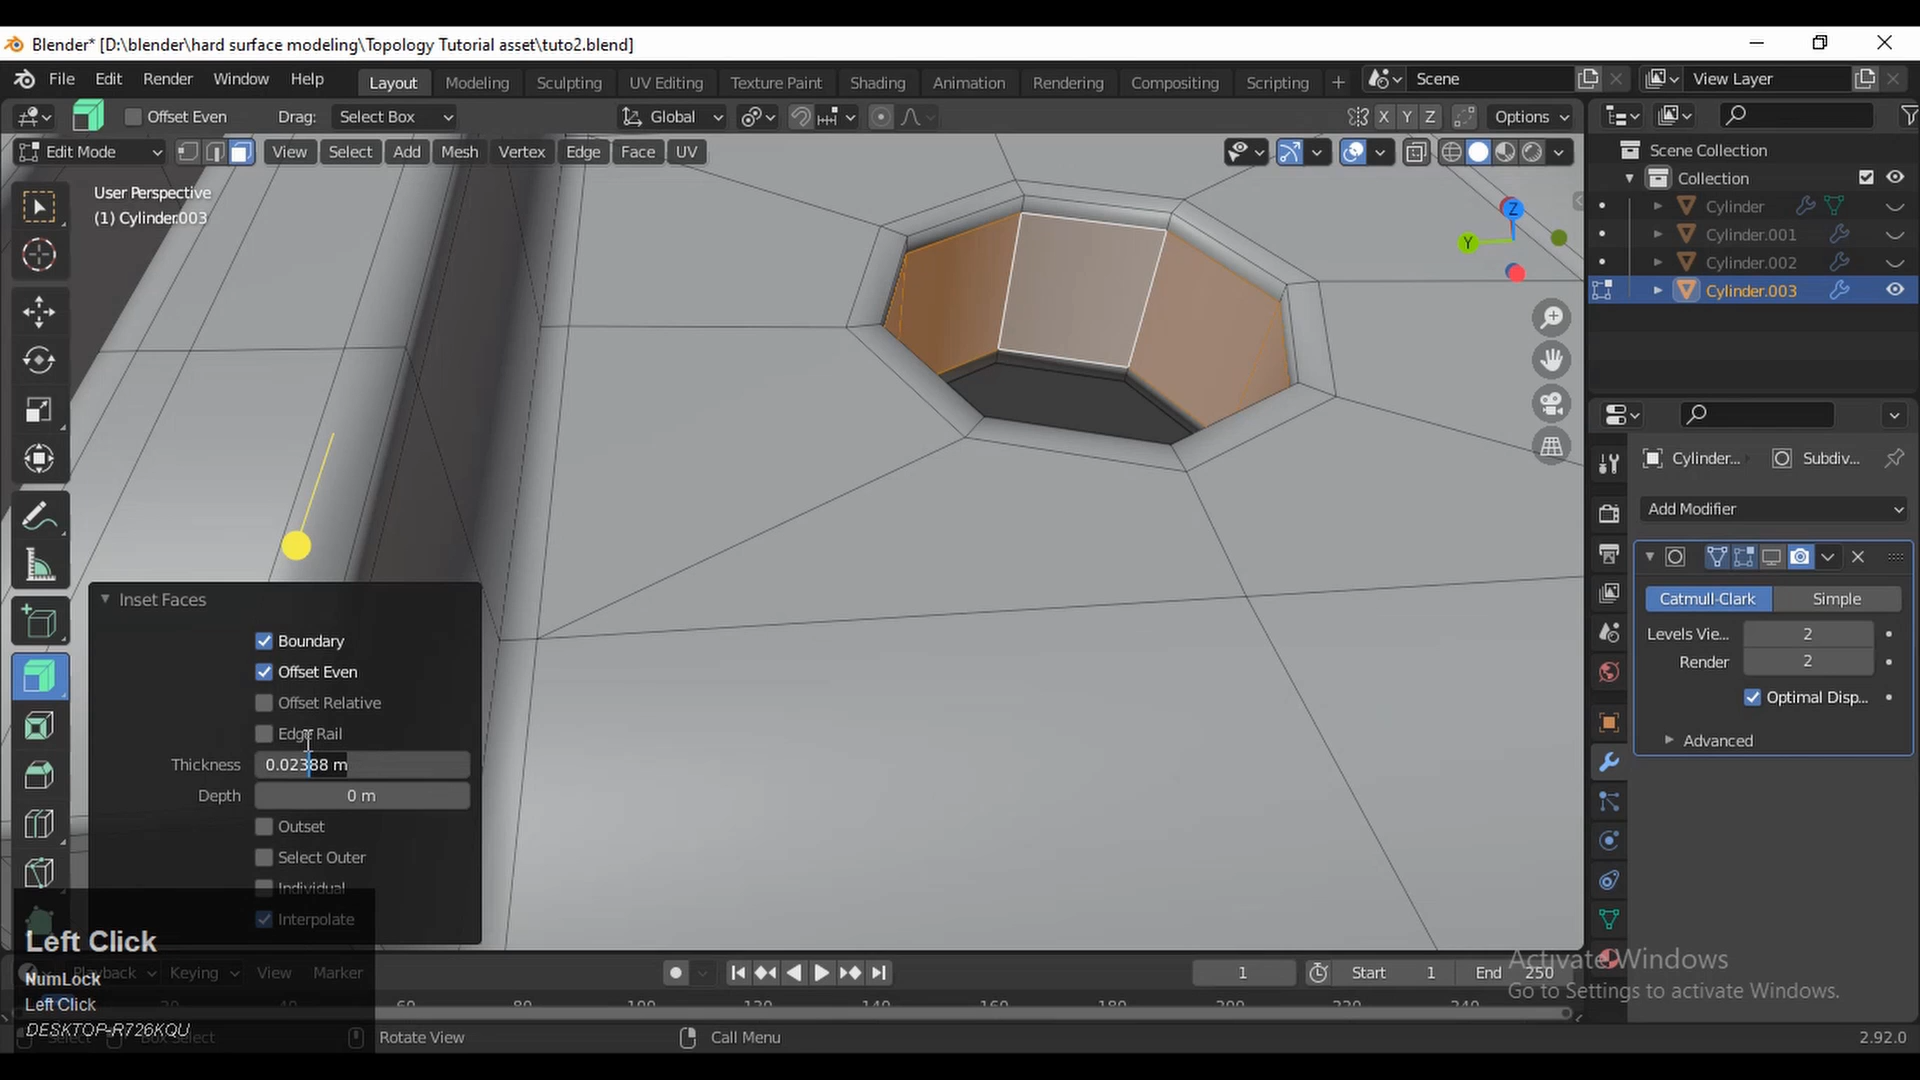 Blender* [D:\blender\hard surface modeling\Topology Tutorial asset\tuto2.blend]
File Edit Render Window Help Layout Modeling Sculpting UV Editing Texture Paint Shading Animation Rendering Compositing Scripting + Scene View Layer
Offset Even Drag: Select Box Global X Y Z Options
Edit Mode View Select Add Mesh Vertex Edge Face UV
Scene Collection
Collection
Cylinder
Cylinder.001
Cylinder.002
Cylinder.003
User Perspective
(1) Cylinder.003
Z
Y
Cylinder... Subdiv...
Add Modifier
Catmull-Clark Simple
Levels Vie... 2
Render 2
Optimal Disp...
Advanced
Inset Faces
Boundary
Offset Even
Offset Relative
Edge Rail
Thickness 0.02388 m
Depth 0 m
Outset
Select Outer
Individual
Interpolate
Left Click
NumLock
Left Click
DESKTOP-R726KQU
Playback Keying View Marker 1 Start 1 End 250
Activate Windows
Go to Settings to activate Windows.
Select Box Select Rotate View Call Menu 2.92.0